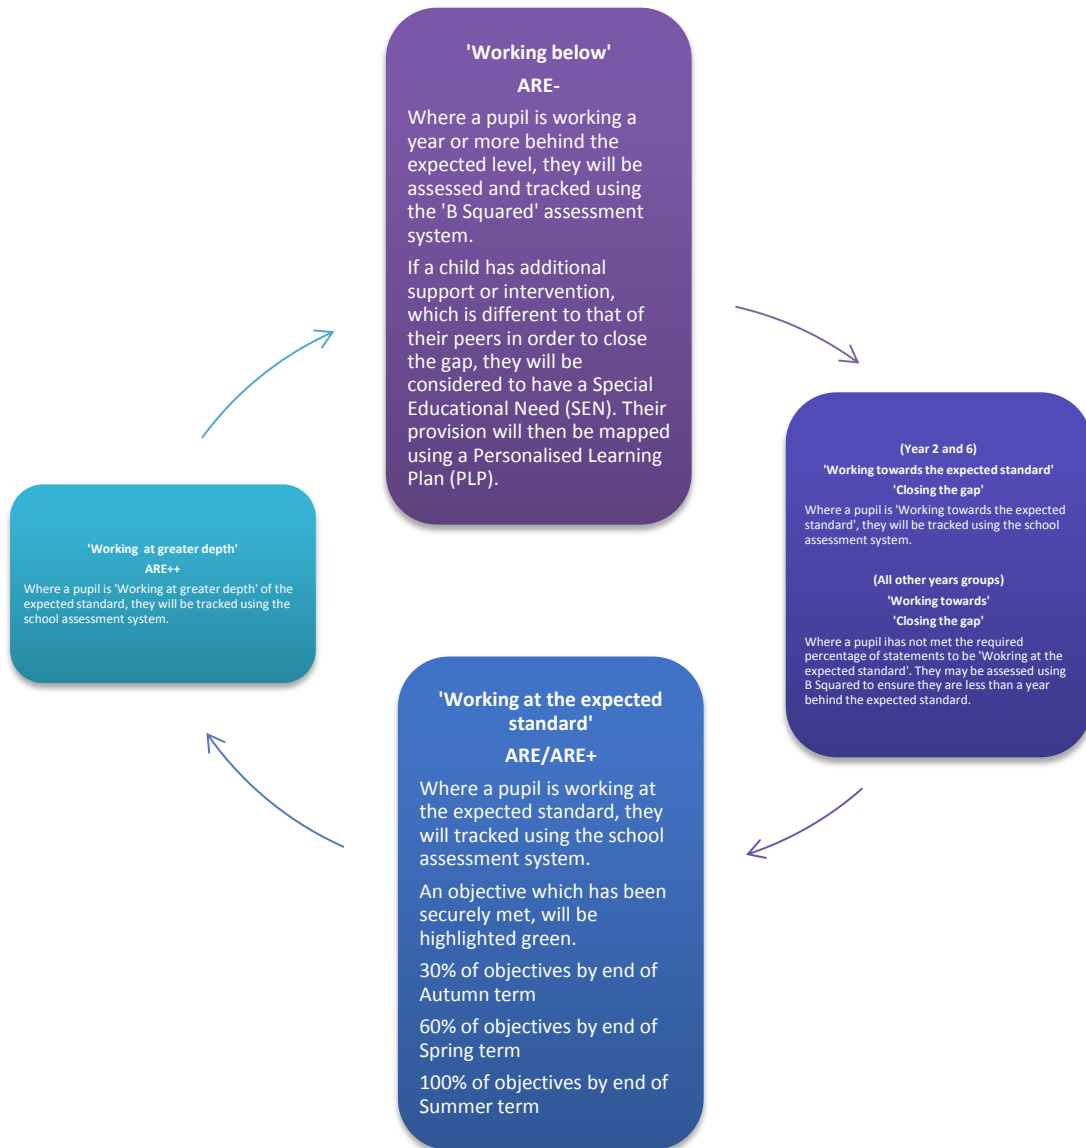 'Working below'
ARE-
Where a pupil is working a
year or more behind the
expected level, they will be
assessed and tracked using
the 'B Squared' assessment
system.
If a child has additional
support or intervention,
which is different to that of
their peers in order to close
the gap, they will be
considered to have a Special
Educational Need (SEN). Their
provision will then be mapped
using a Personalised Learning
Plan (PLP).
(Year 2 and 6)
'Working towards the expected standard'
'Closing the gap'
Where a pupil is 'Working towards the expected
standard', they will be tracked using the school
assessment system.
(All other years groups)
'Working towards'
'Closing the gap'
Where a pupil ihas not met the required
percentage of statements to be 'Wokring at the
expected standard'. They may be assessed using
B Squared to ensure they are less than a year
behind the expected standard.
'Working at the expected
standard'
ARE/ARE+
Where a pupil is working at
the expected standard, they
will tracked using the school
assessment system.
An objective which has been
securely met, will be
highlighted green.
30% of objectives by end of
Autumn term
60% of objectives by end of
Spring term
100% of objectives by end of
Summer term
'Working  at greater depth'
ARE++
Where a pupil is 'Working at greater depth' of the
expected standard, they will be tracked using the
school assessment system.